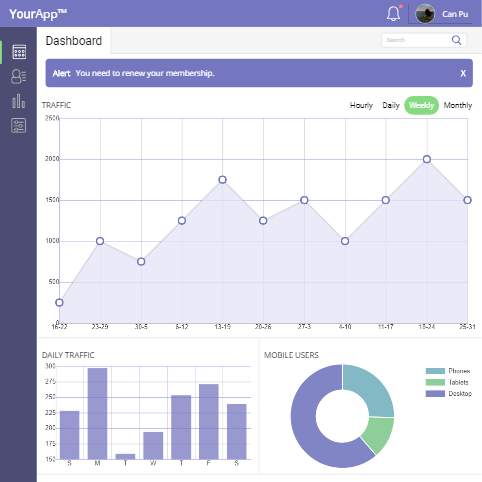 YourApp™
Can Pu
Dashboard
Search
Alert You need to renew your membership. X
TRAFFIC
Hourly Daily Weekly Monthly
2500
2000
1500
1000
500
0
16-22 23-29 30-5 6-12 13-19 20-26 27-3 4-10 11-17 18-24 25-31
DAILY TRAFFIC
300
275
250
225
200
175
150
S M T W T F S
MOBILE USERS
Phones
Tablets
Desktop